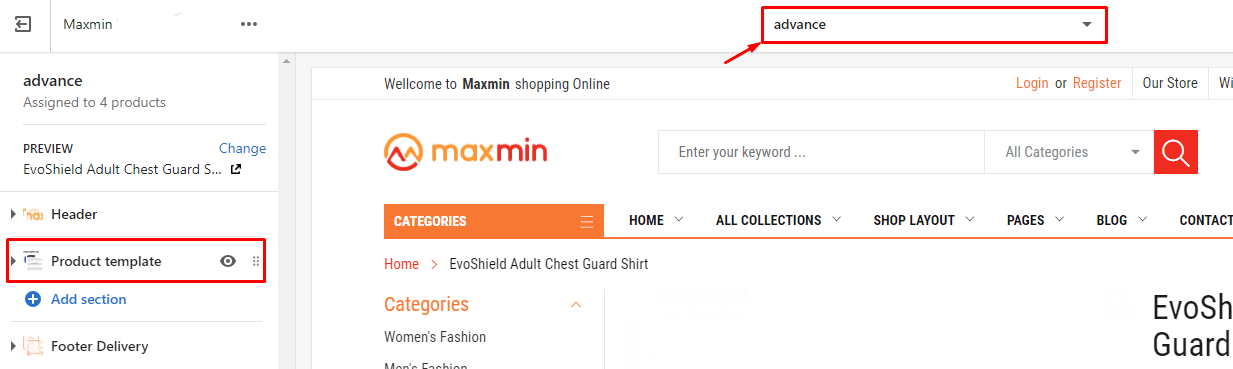 Maxmin
advance
advance
Assigned to 4 products
PREVIEW Change
EvoShield Adult Chest Guard S...
Header
Product template
Add section
Footer Delivery
Wellcome to Maxmin shopping Online
Login or Register Our Store
maxmin
Enter your keyword ... All Categories
CATEGORIES HOME ALL COLLECTIONS SHOP LAYOUT PAGES BLOG CONTACT
Home EvoShield Adult Chest Guard Shirt
Categories
Women's Fashion
Men's Fashion
EvoSh
Guard